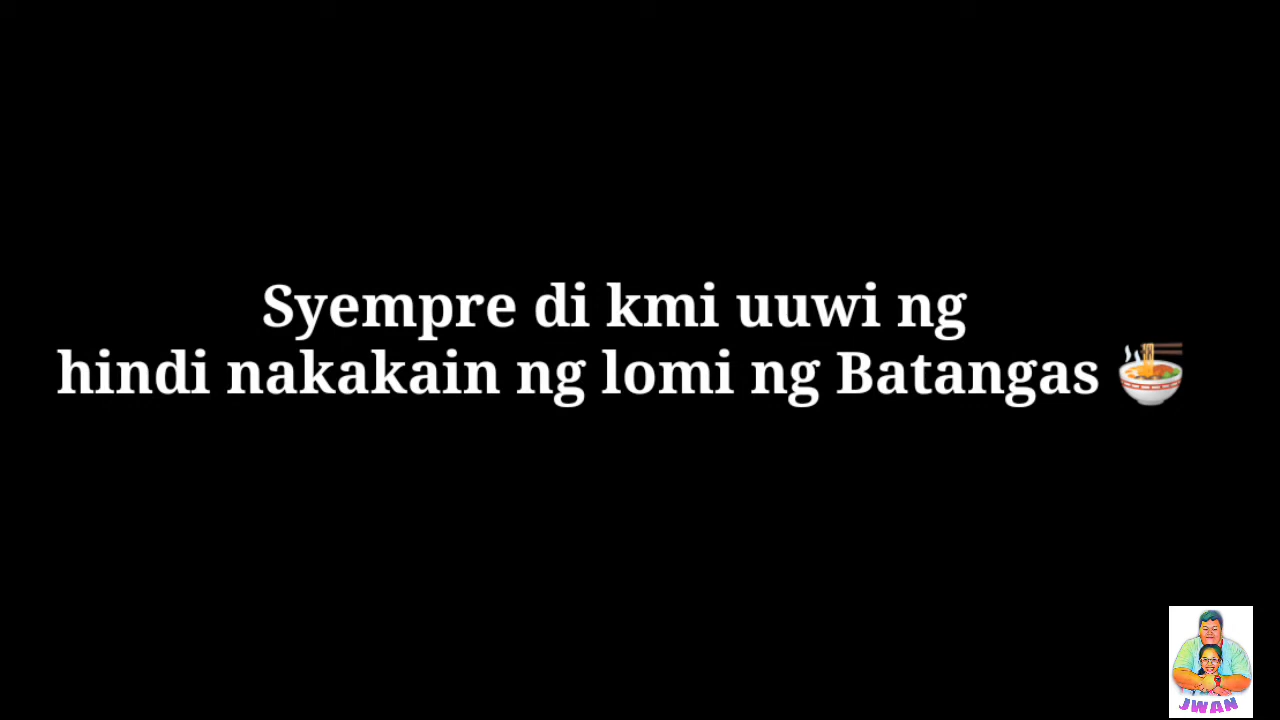 Syempre di kmi uuwi ng
hindi nakakain ng lomi ng Batangas 🍜
JWAN